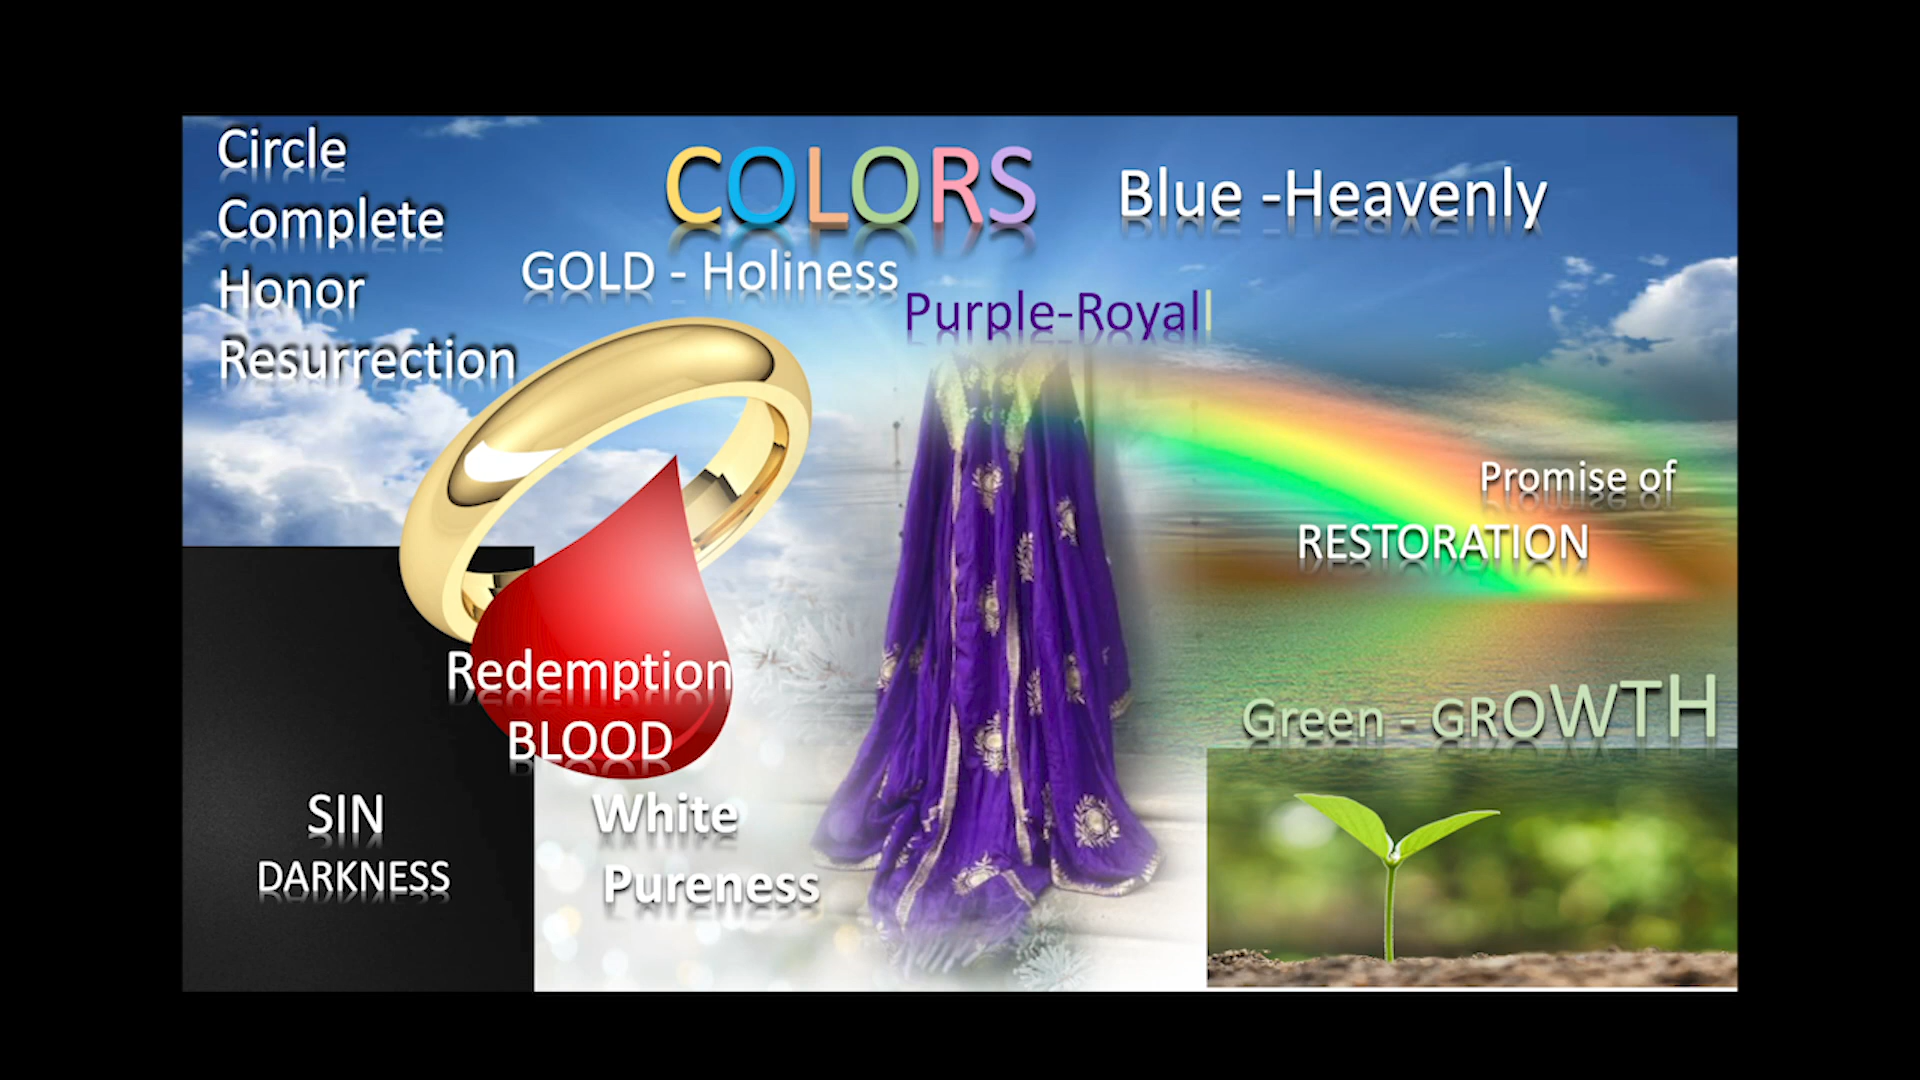 Circle
Complete
Honor
Resurrection
COLORS
Blue -Heavenly
GOLD - Holiness
Purple-Royall
Promise of
RESTORATION
Redemption
BLOOD
Green - GROWTH
SIN
DARKNESS
White
Pureness